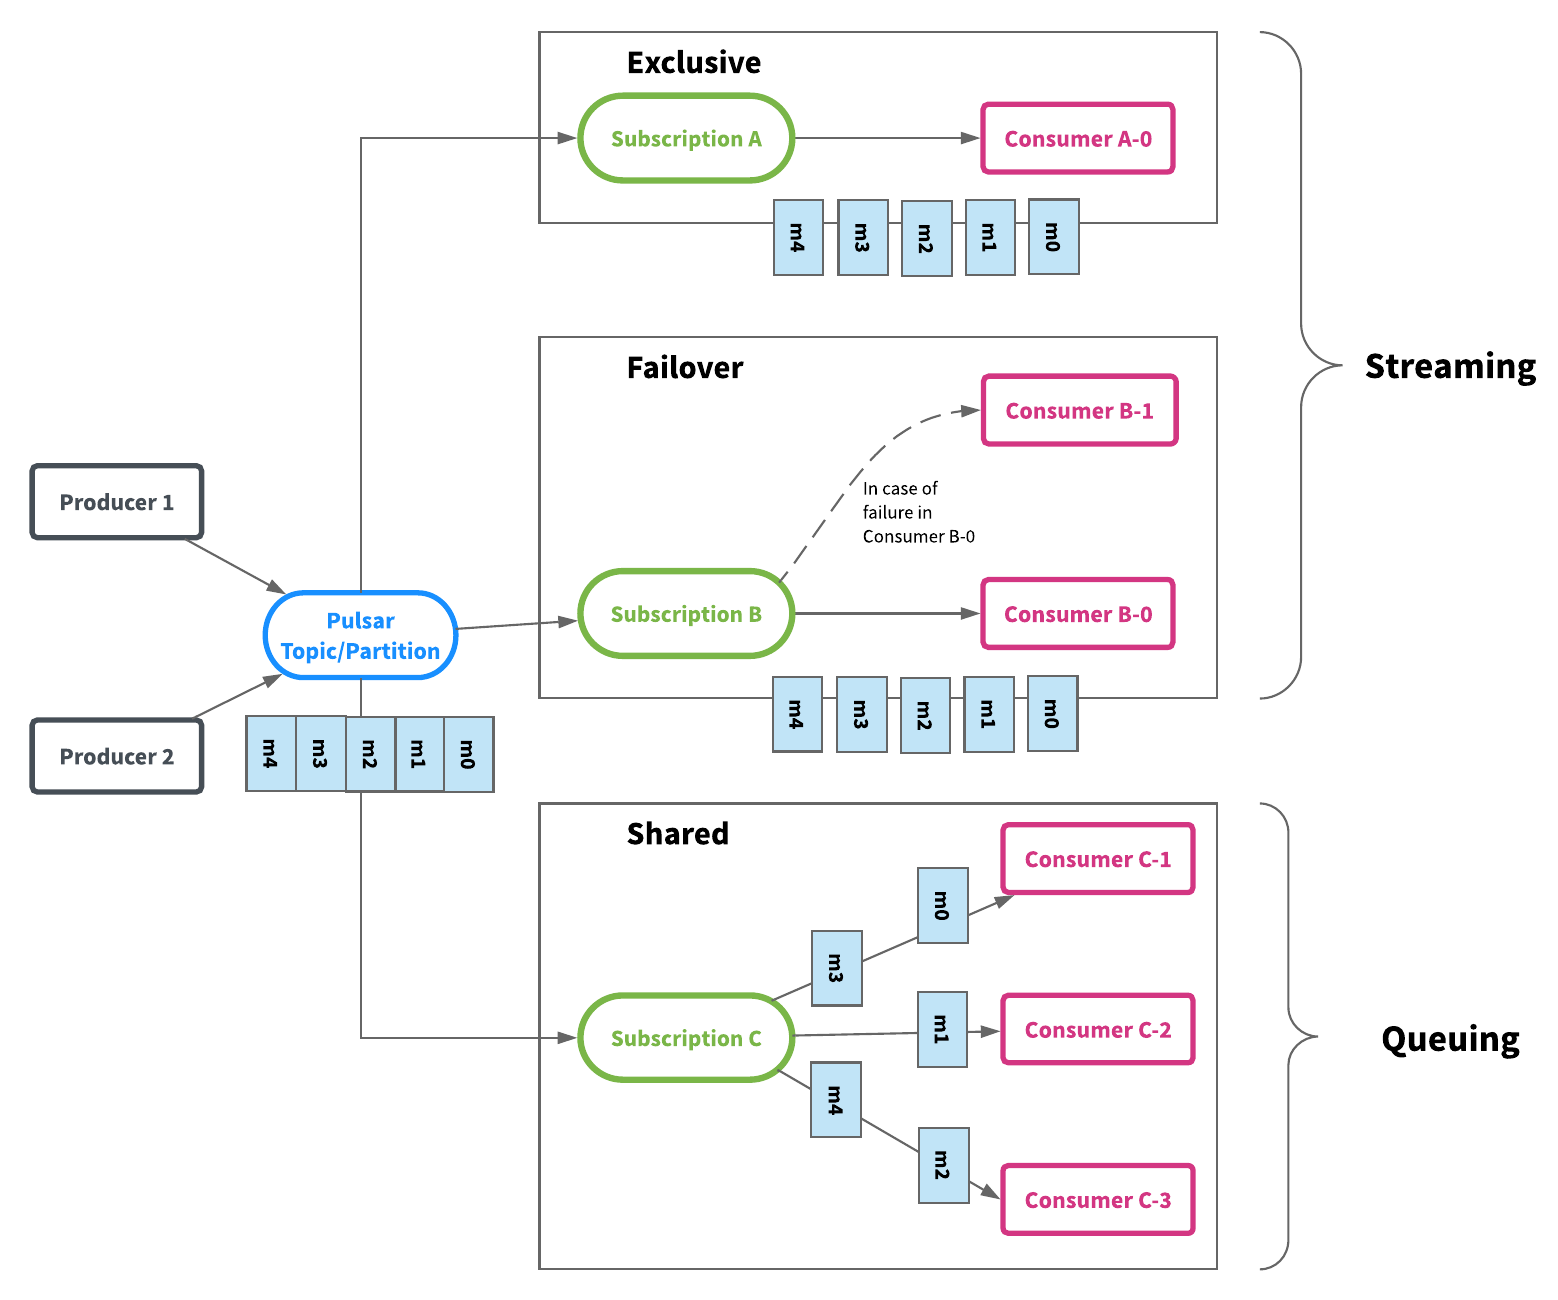 Exclusive
Subscription A
Consumer A-0
m4 m3 m2 m1 m0
Streaming
Failover
Consumer B-1
In case of
failure in
Consumer B-0
Subscription B
Consumer B-0
m4 m3 m2 m1 m0
Producer 1
Pulsar
Topic/Partition
Producer 2
m4 m3 m2 m1 m0
Shared
Consumer C-1
m0
m3
Subscription C
m1
Consumer C-2
m4
m2
Consumer C-3
Queuing